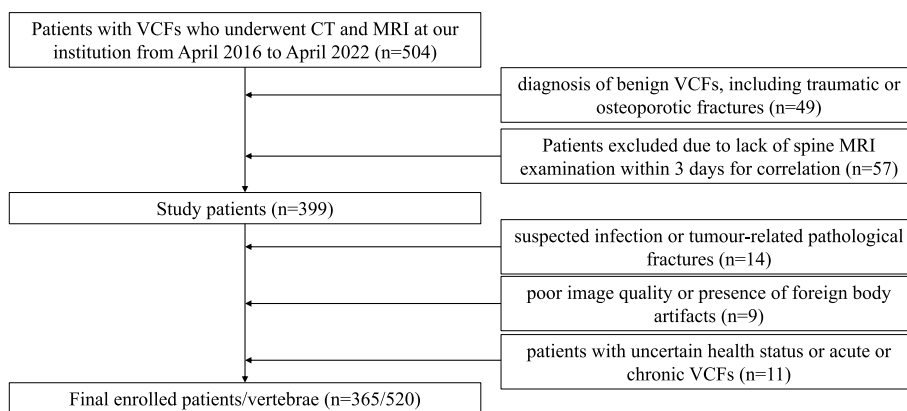 Patients with VCFs who underwent CT and MRI at our
institution from April 2016 to April 2022 (n=504)
diagnosis of benign VCFs, including traumatic or
osteoporotic fractures (n=49)
Patients excluded due to lack of spine MRI
examination within 3 days for correlation (n=57)
Study patients (n=399)
suspected infection or tumour-related pathological
fractures (n=14)
poor image quality or presence of foreign body
artifacts (n=9)
patients with uncertain health status or acute or
chronic VCFs (n=11)
Final enrolled patients/vertebrae (n=365/520)